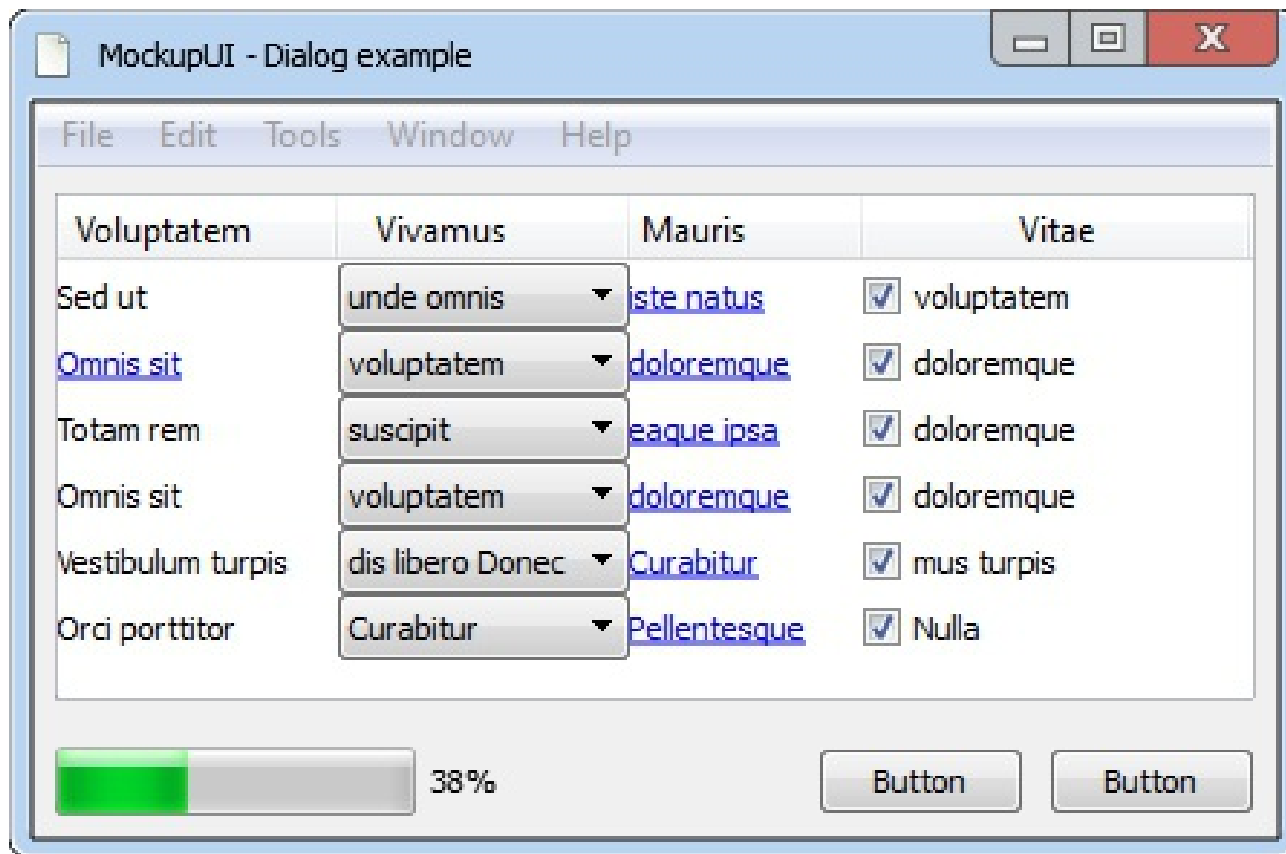 MockupUI - Dialog example
File Edit Tools Window Help
Voluptatem Vivamus Mauris Vitae
Sed ut unde omnis iste natus voluptatem
Omnis sit voluptatem doloremque doloremque
Totam rem suscipit eaque ipsa doloremque
Omnis sit voluptatem doloremque doloremque
Vestibulum turpis dis libero Donec Curabitur mus turpis
Orci porttitor Curabitur Pellentesque Nulla
38% Button Button